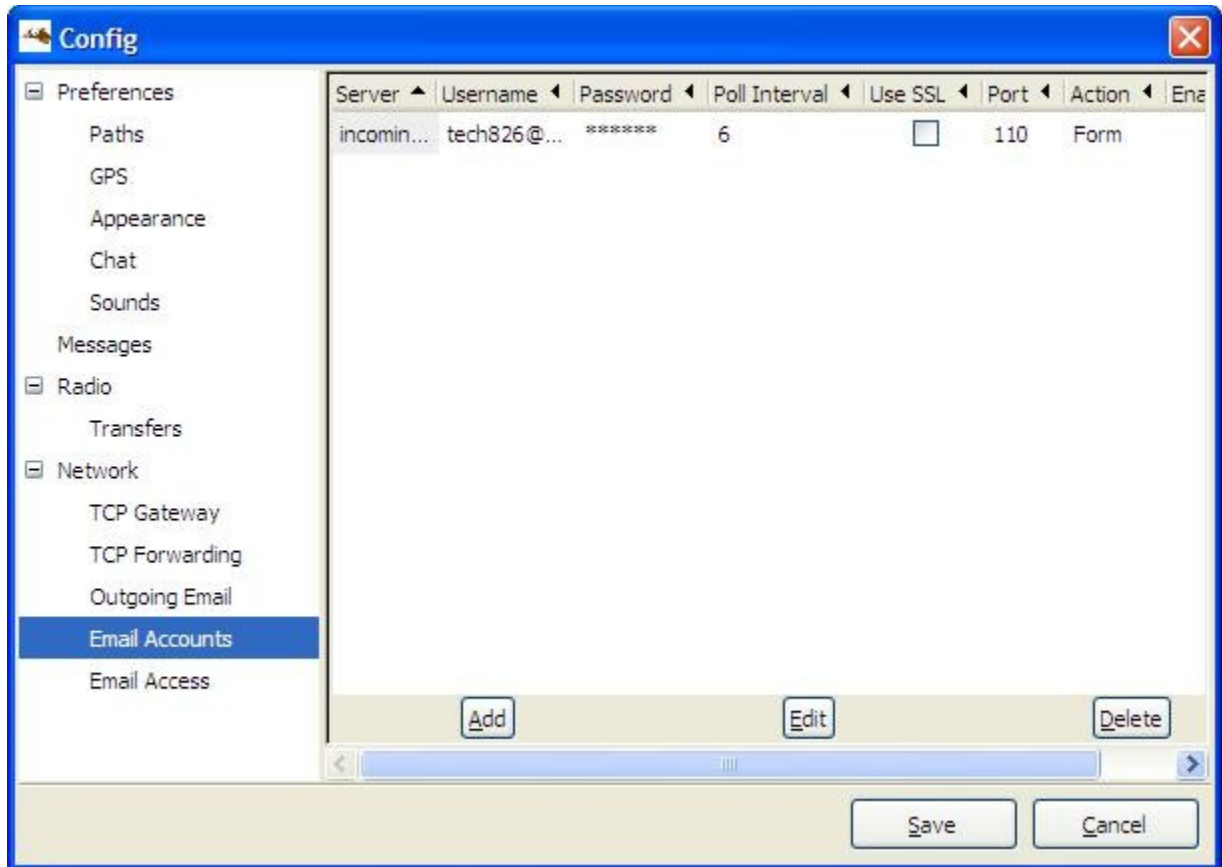 Config
Preferences
Paths
GPS
Appearance
Chat
Sounds
Messages
Radio
Transfers
Network
TCP Gateway
TCP Forwarding
Outgoing Email
Email Accounts
Email Access
Server Username Password Poll Interval Use SSL Port Action Ena
incomin... tech826@... ****** 6 110 Form
Add Edit Delete
Save Cancel